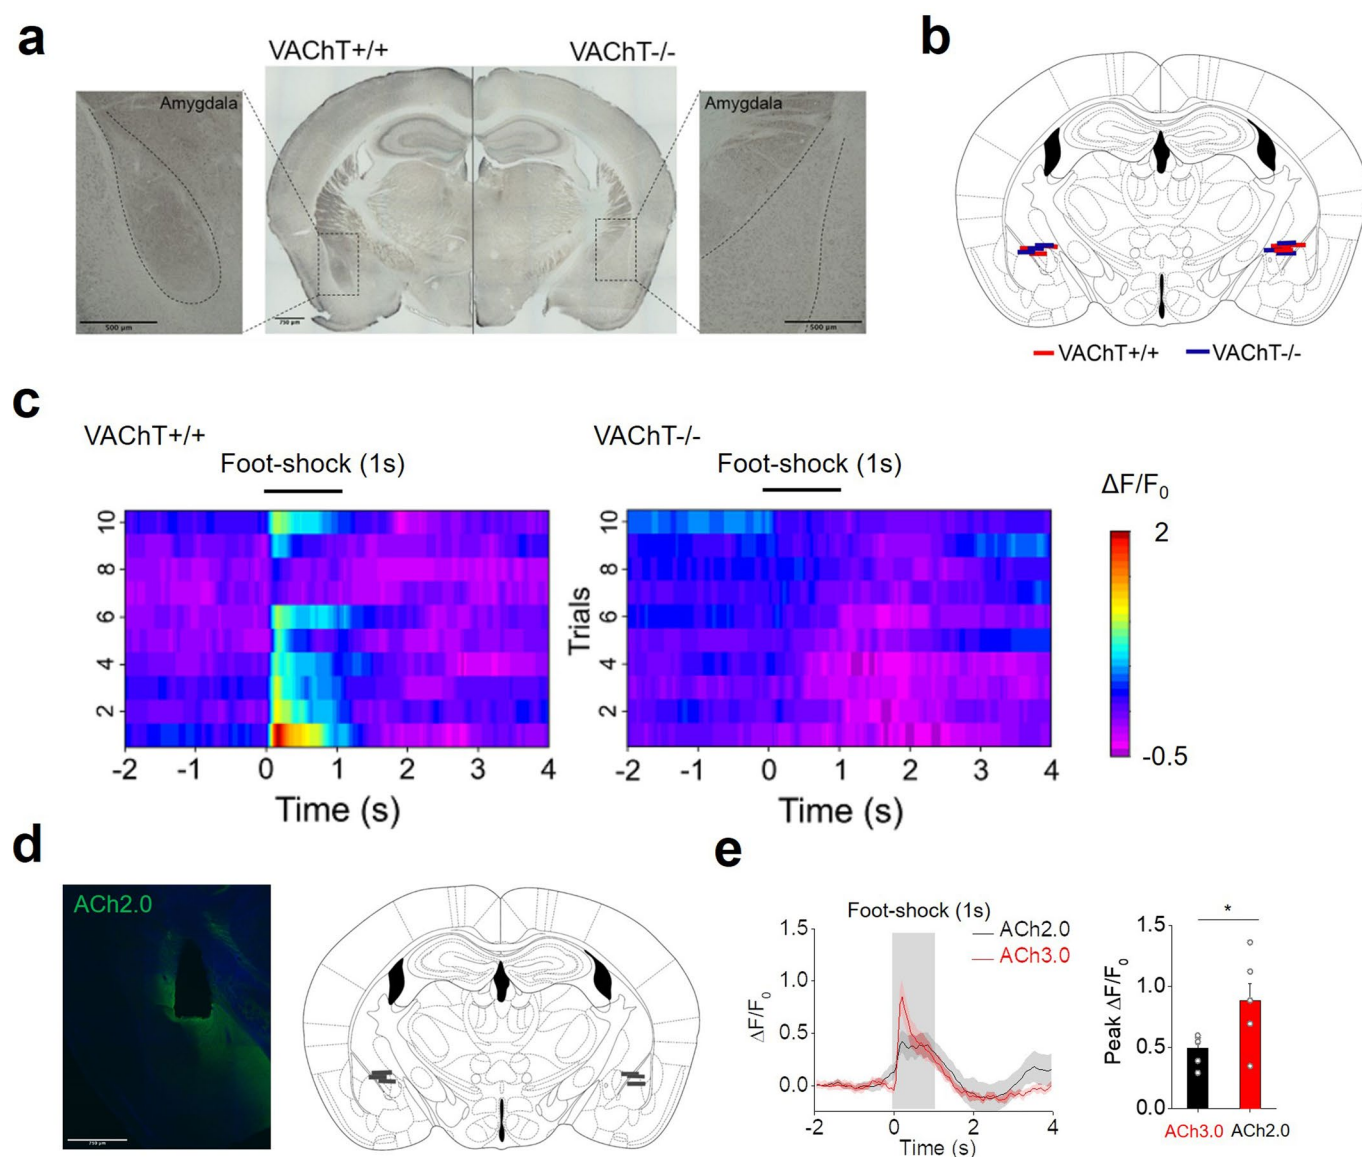 a
VAChT+/+
VAChT-/-
Amygdala
Amygdala
500 µm
750 µm
500 µm
b
VAChT+/+
VAChT-/-
c
VAChT+/+
Foot-shock (1s)
VAChT-/-
Foot-shock (1s)
ΔF/F0
10
8
6
4
2
-2 -1 0 1 2 3 4
Time (s)
Trials
10
8
6
4
2
-2 -1 0 1 2 3 4
Time (s)
2
-0.5
d
ACh2.0
750 µm
e
Foot-shock (1s)
ACh2.0
ACh3.0
ΔF/F0
1.5
1.0
0.5
0.0
-2 0 2 4
Time (s)
*
Peak ΔF/F0
1.5
1.0
0.5
0.0
ACh3.0 ACh2.0